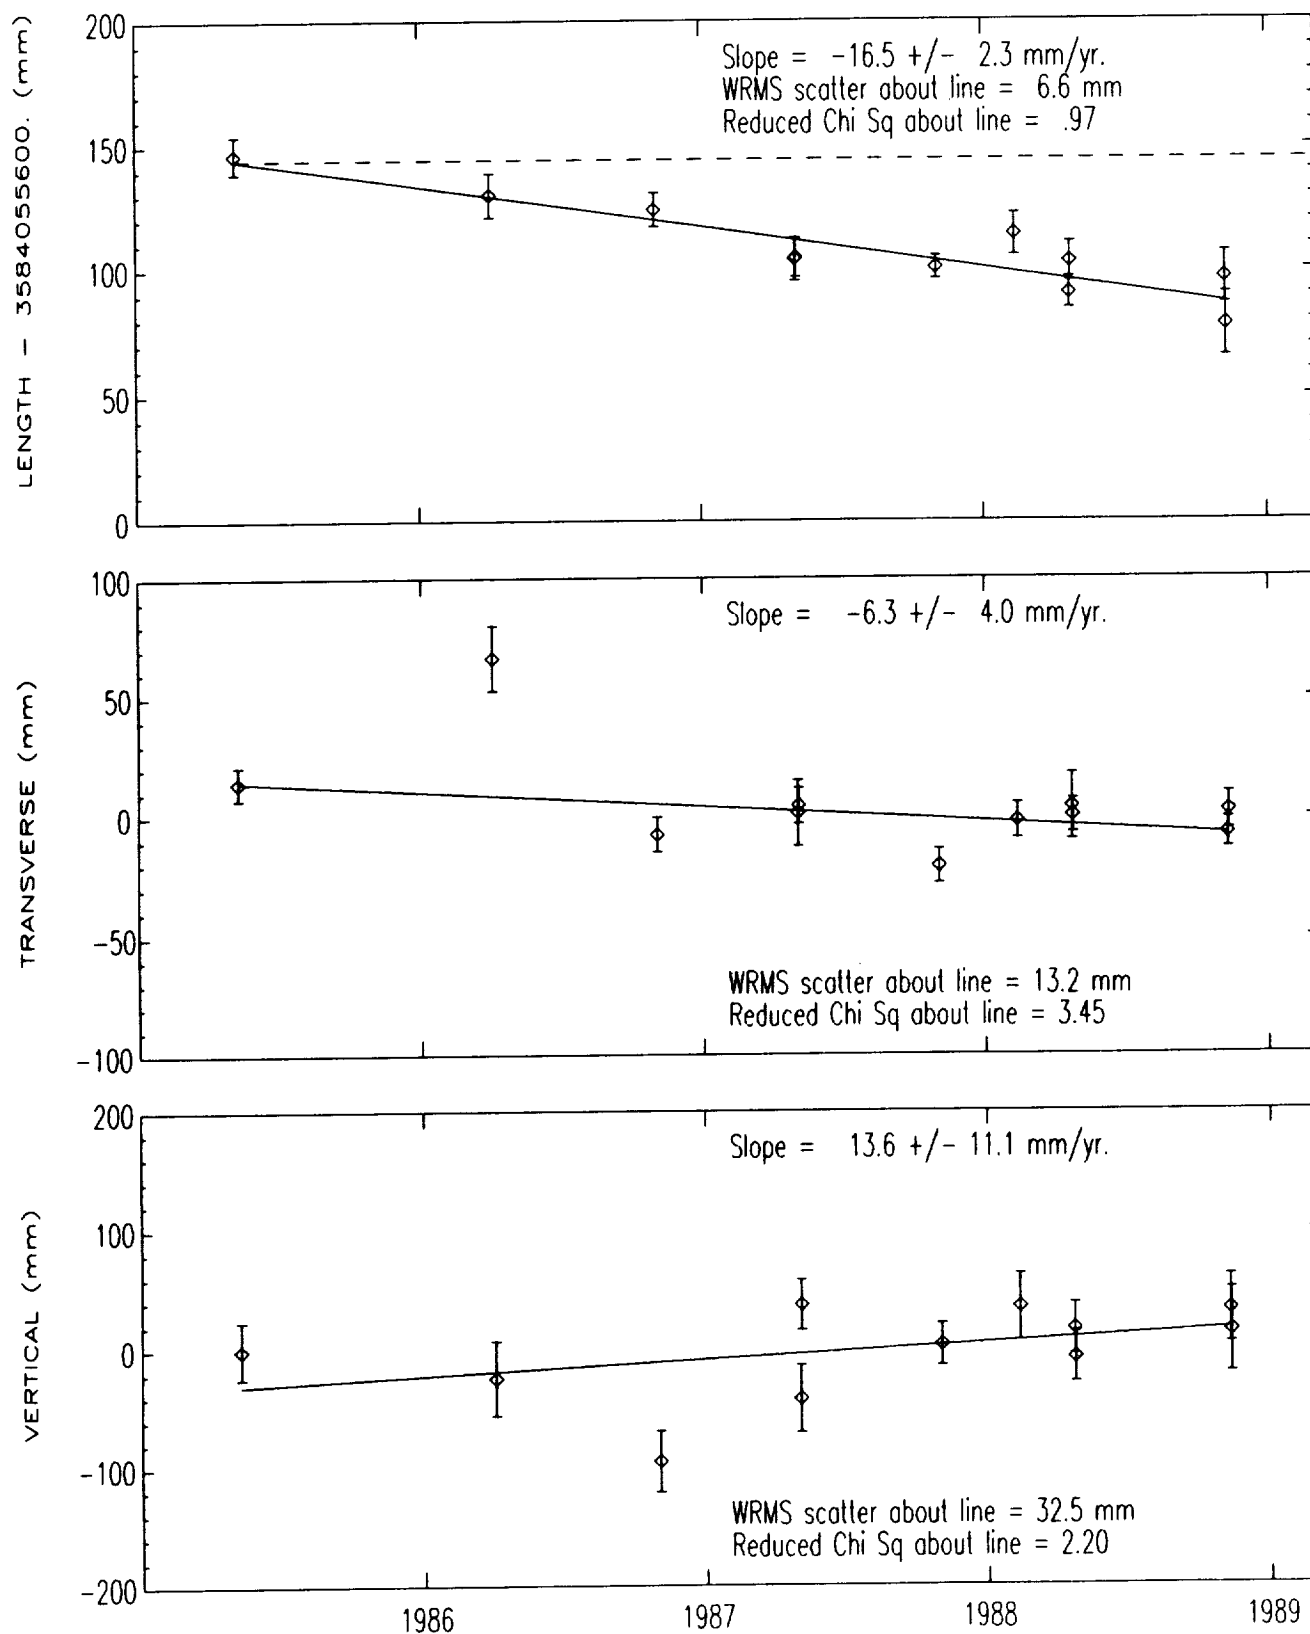 LENGTH - 3584055600. (mm)
200
150
100
50
0
Slope = -16.5 +/- 2.3 mm/yr.
WRMS scatter about line = 6.6 mm
Reduced Chi Sq about line = .97
TRANSVERSE (mm)
100
50
0
-50
-100
Slope = -6.3 +/- 4.0 mm/yr.
WRMS scatter about line = 13.2 mm
Reduced Chi Sq about line = 3.45
VERTICAL (mm)
200
100
0
-100
-200
Slope = 13.6 +/- 11.1 mm/yr.
WRMS scatter about line = 32.5 mm
Reduced Chi Sq about line = 2.20
1986 1987 1988 1989